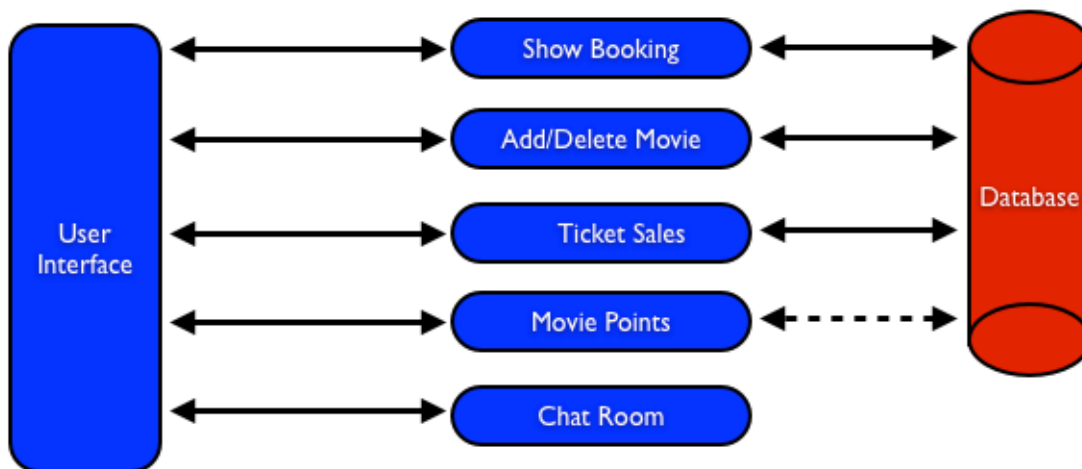 Show Booking
Add/Delete Movie
Database
Ticket Sales
User
Interface
Movie Points
Chat Room